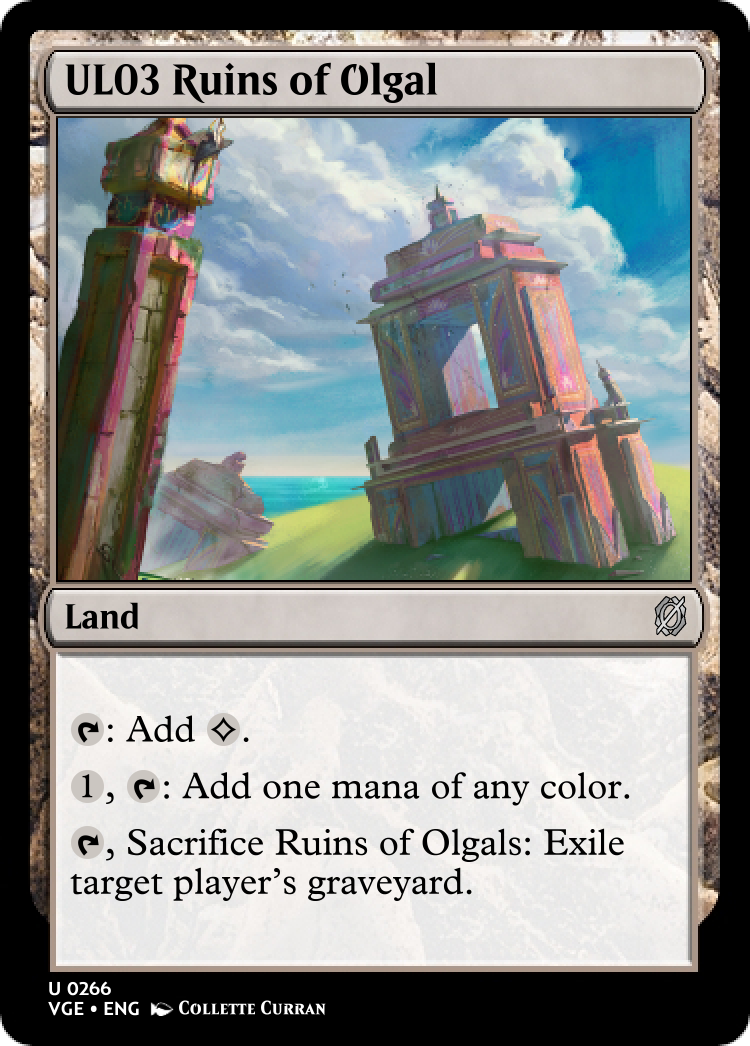 UL03 Ruins of Olgal
Land
: Add .
1, : Add one mana of any color.
, Sacrifice Ruins of Olgals: Exile
target player's graveyard.
U 0266
VGE • ENG COLLETTE CURRAN